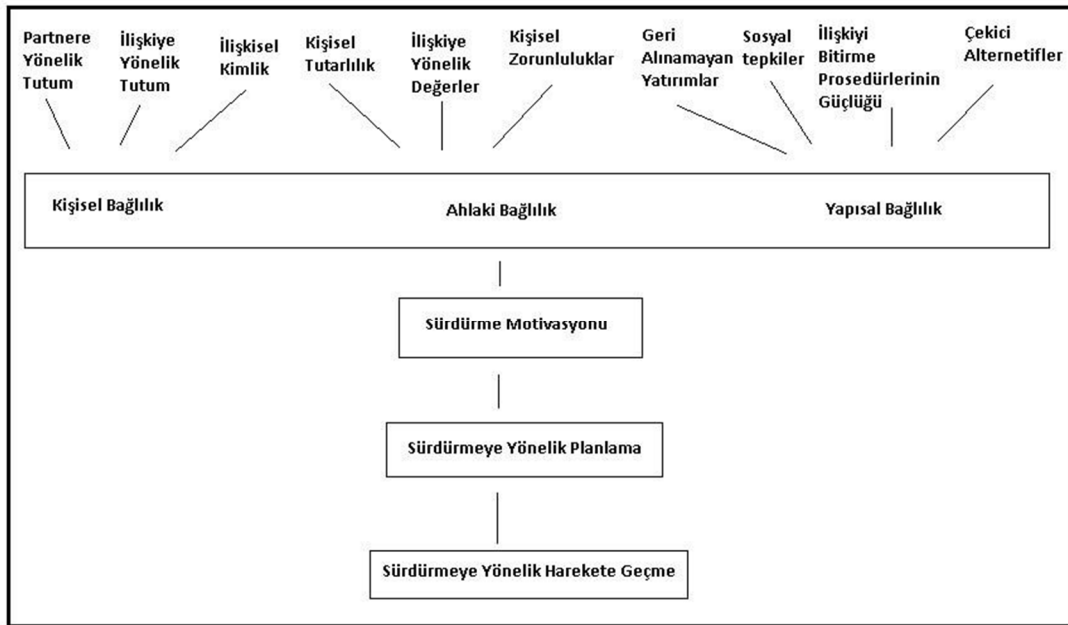 Partnere
Yönelik
Tutum
İlişkiye
Yönelik
Tutum
İlişkisel
Kimlik
Kişisel
Tutarlılık
İlişkiye
Yönelik
Değerler
Kişisel
Zorunluluklar
Geri
Alınamayan
Yatırımlar
Sosyal
tepkiler
İlişkiyi
Bitirme
Prosedürlerinin
Güçlüğü
Çekici
Alternetifler
Kişisel Bağlılık
Ahlaki Bağlılık
Yapısal Bağlılık
Sürdürme Motivasyonu
Sürdürmeye Yönelik Planlama
Sürdürmeye Yönelik Harekete Geçme